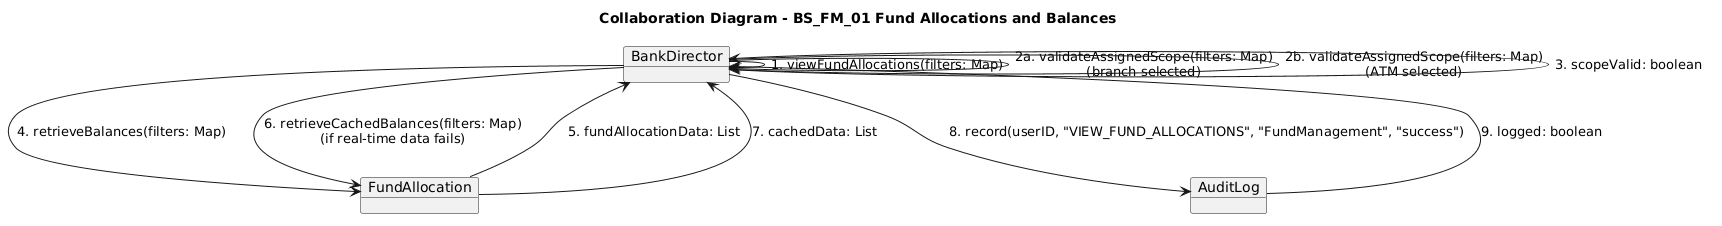 Collaboration Diagram - BS_FM_01 Fund Allocations and Balances
BankDirector
1. viewFundAllocations(filters: Map)
2a. validateAssignedScope(filters: Map)
(branch selected)
2b. validateAssignedScope(filters: Map)
(ATM selected)
3. scopeValid: boolean
4. retrieveBalances(filters: Map)
6. retrieveCachedBalances(filters: Map)
(if real-time data fails)
5. fundAllocationData: List
7. cachedData: List
8. record(userID, "VIEW_FUND_ALLOCATIONS", "FundManagement", "success")
9. logged: boolean
FundAllocation
AuditLog